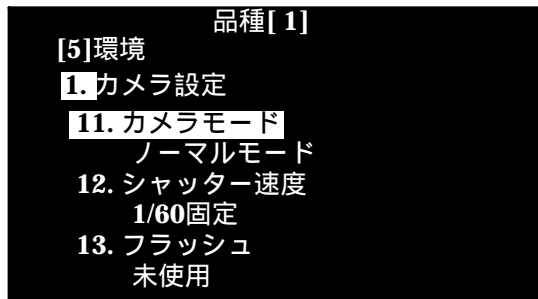 品種[ 1]
[5]環境
1. カメラ設定
11. カメラモード
ノーマルモード
12. シャッター速度
1/60固定
13. フラッシュ
未使用